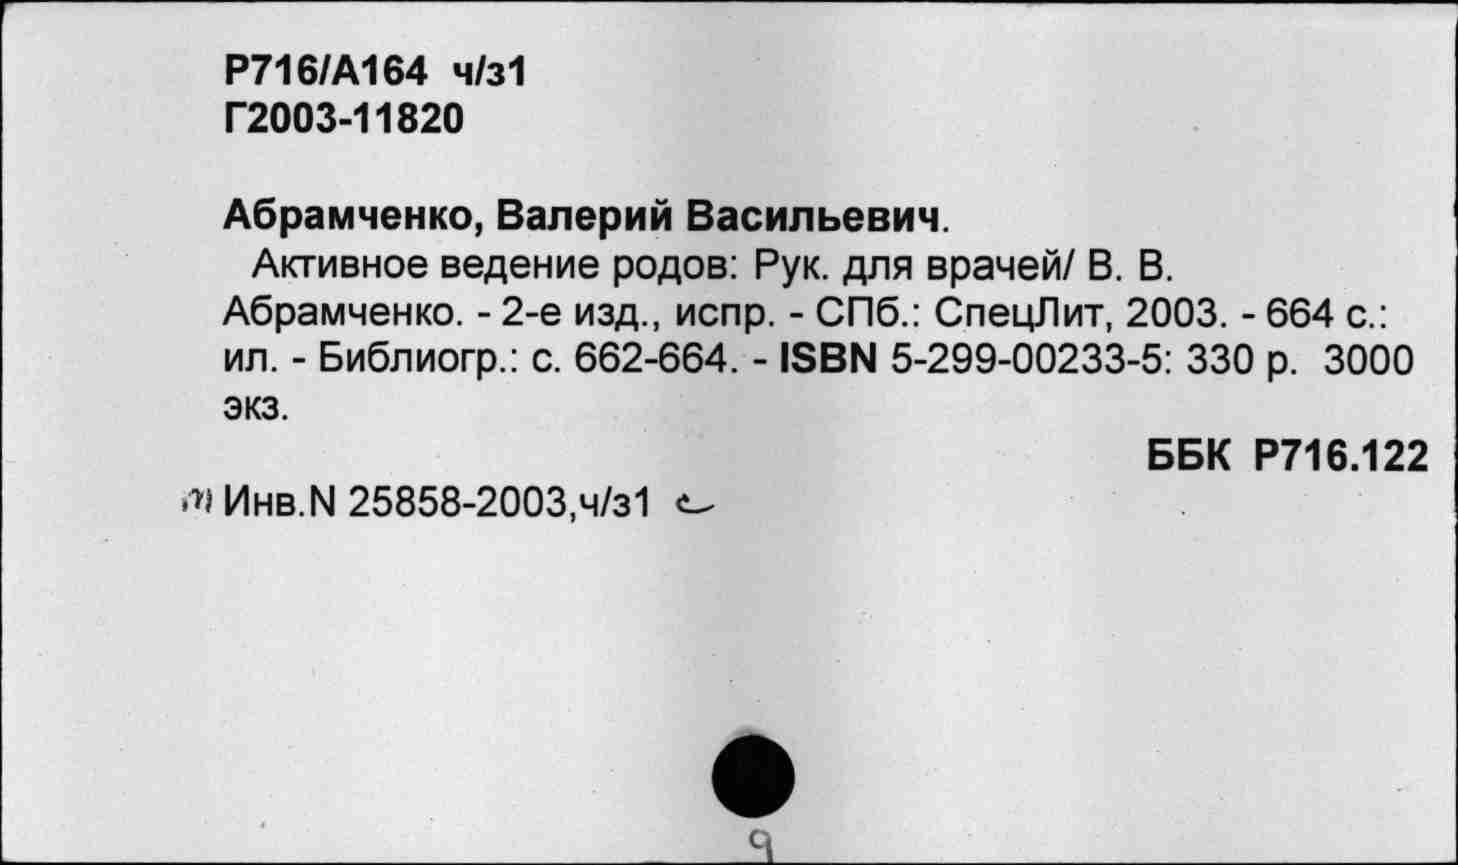 Р716/А164 ч/з1
Г2003-11820
Абрамченко, Валерий Васильевич.
Активное ведение родов: Рук. для врачей/ В. В.
Абрамченко. - 2-е изд., испр. - СПб.: СпецЛит, 2003. - 664 с.:
ил. - Библиогр.: с. 662-664. - ISBN 5-299-00233-5: 330 р. 3000
экз.
ББК Р716.122
Инв.N 25858-2003,ч/з1